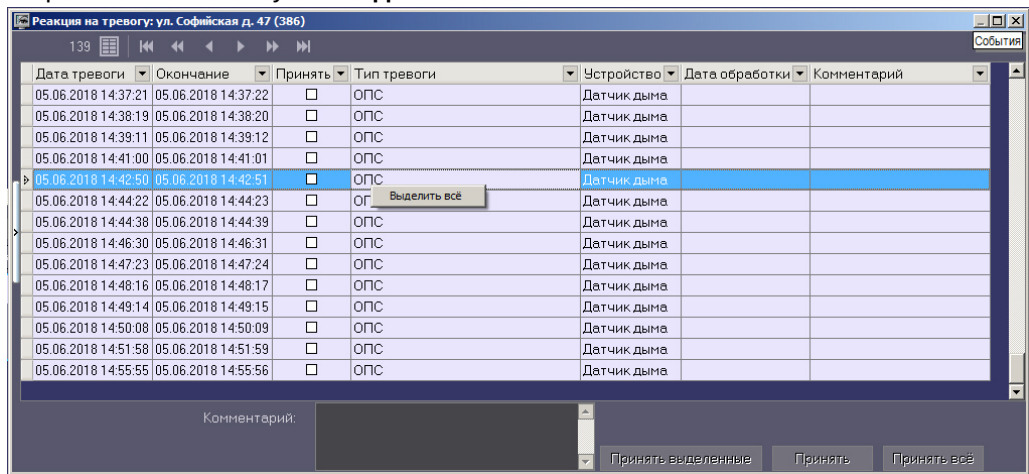 Реакция на тревогу: ул. Софийская д. 47 (386)
139
События
Дата тревоги Окончание Принять Тип тревоги Устройство Дата обработки Комментарий
05.06.2018 14:37:21 05.06.2018 14:37:22 ОПС Датчик дыма
05.06.2018 14:38:19 05.06.2018 14:38:20 ОПС Датчик дыма
05.06.2018 14:39:11 05.06.2018 14:39:12 ОПС Датчик дыма
05.06.2018 14:41:00 05.06.2018 14:41:01 ОПС Датчик дыма
05.06.2018 14:42:50 05.06.2018 14:42:51 ОПС Датчик дыма
Выделить всё
05.06.2018 14:44:22 05.06.2018 14:44:23 ОГ Датчик дыма
05.06.2018 14:44:38 05.06.2018 14:44:39 ОПС Датчик дыма
05.06.2018 14:46:30 05.06.2018 14:46:31 ОПС Датчик дыма
05.06.2018 14:47:23 05.06.2018 14:47:24 ОПС Датчик дыма
05.06.2018 14:48:16 05.06.2018 14:48:17 ОПС Датчик дыма
05.06.2018 14:49:14 05.06.2018 14:49:15 ОПС Датчик дыма
05.06.2018 14:50:08 05.06.2018 14:50:09 ОПС Датчик дыма
05.06.2018 14:51:58 05.06.2018 14:51:59 ОПС Датчик дыма
05.06.2018 14:55:55 05.06.2018 14:55:56 ОПС Датчик дыма
Комментарий:
Принять выделенные Принять Принять всё